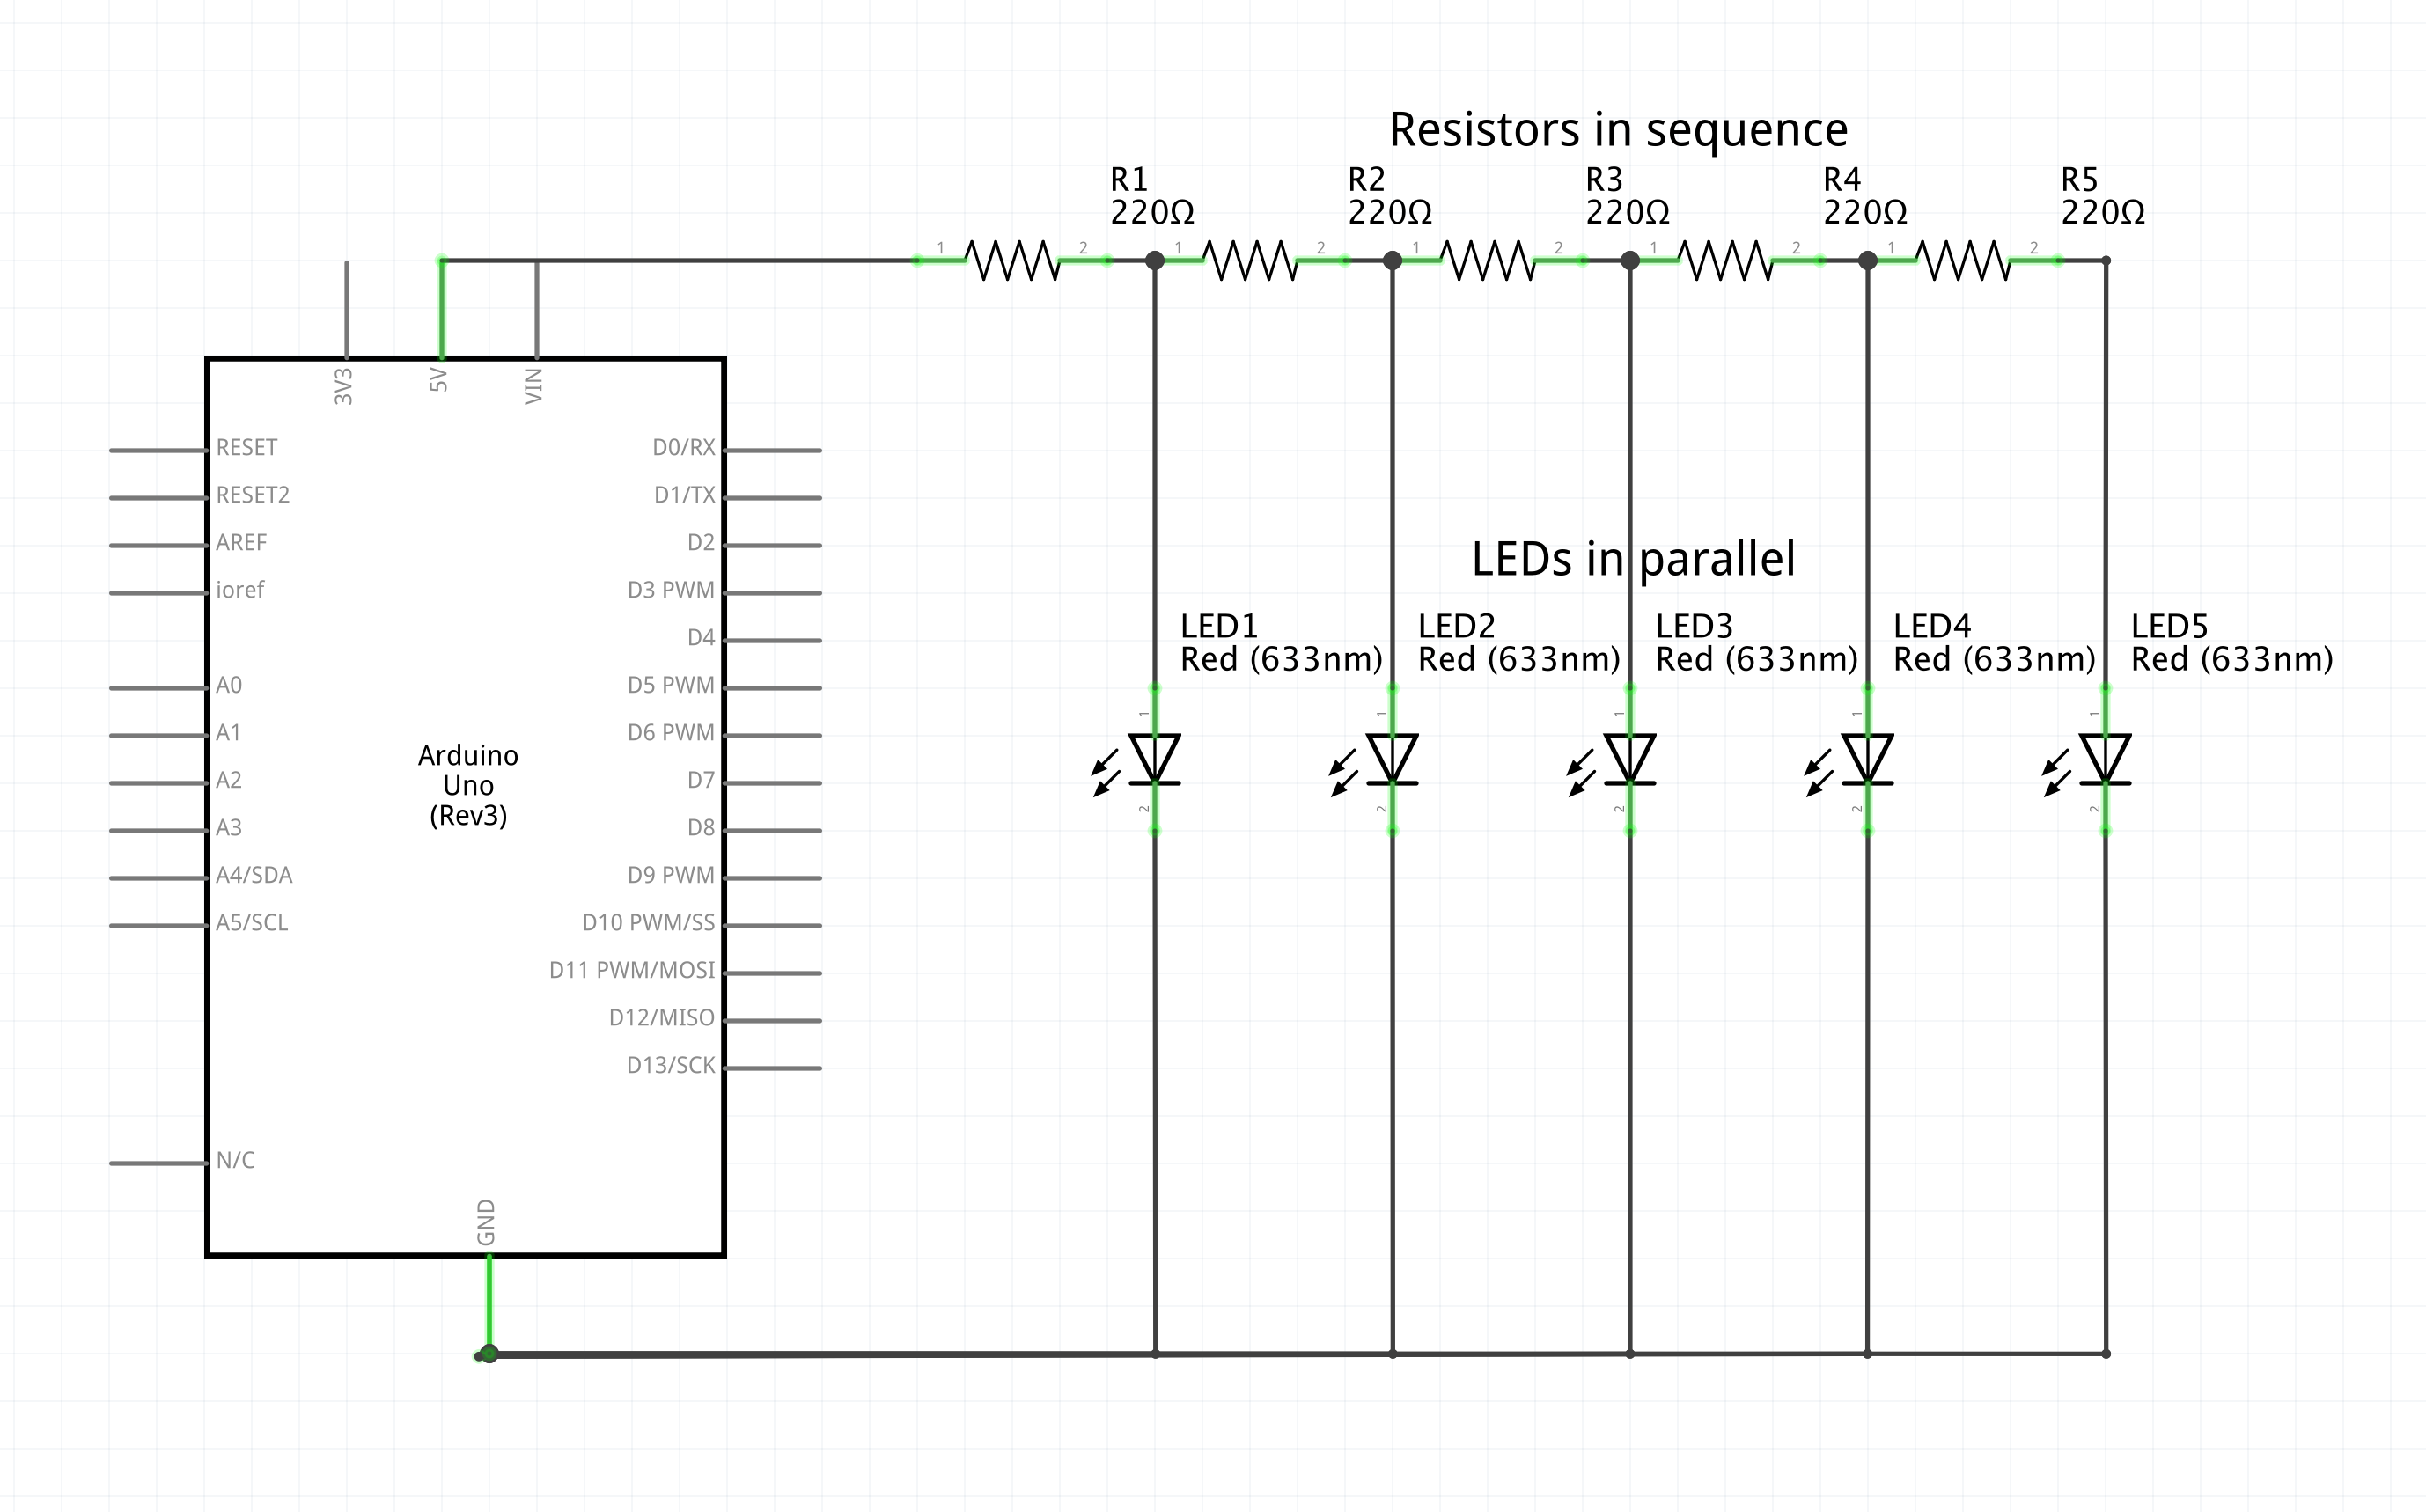 Resistors in sequence
R1
220Ω
R2
220Ω
R3
220Ω
R4
220Ω
R5
220Ω
1
2
1
2
1
2
1
2
1
2
3V3
5V
VIN
RESET
RESET2
AREF
ioref
A0
A1
A2
A3
A4/SDA
A5/SCL
N/C
Arduino
Uno
(Rev3)
D0/RX
D1/TX
D2
D3 PWM
D4
D5 PWM
D6 PWM
D7
D8
D9 PWM
D10 PWM/SS
D11 PWM/MOSI
D12/MISO
D13/SCK
GND
LEDs in parallel
LED1
Red (633nm)
LED2
Red (633nm)
LED3
Red (633nm)
LED4
Red (633nm)
LED5
Red (633nm)
1
1
1
1
1
2
2
2
2
2